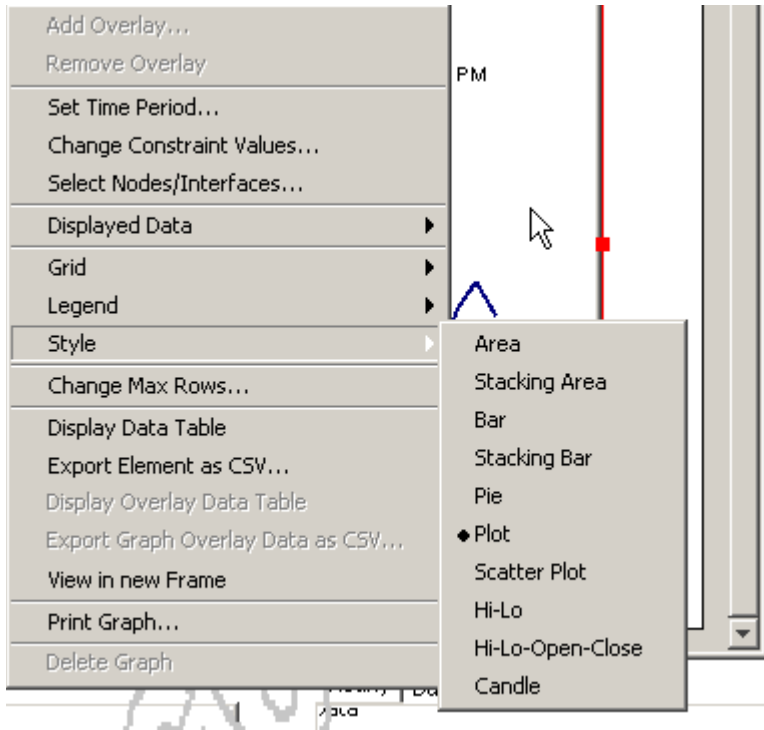 Add Overlay...
Remove Overlay
PM
Set Time Period...
Change Constraint Values...
Select Nodes/Interfaces...
Displayed Data
Grid
Legend
Style
Change Max Rows...
Display Data Table
Export Element as CSV...
Display Overlay Data Table
Export Graph Overlay Data as CSV...
View in new Frame
Print Graph...
Delete Graph
Area
Stacking Area
Bar
Stacking Bar
Pie
Plot
Scatter Plot
Hi-Lo
Hi-Lo-Open-Close
Candle